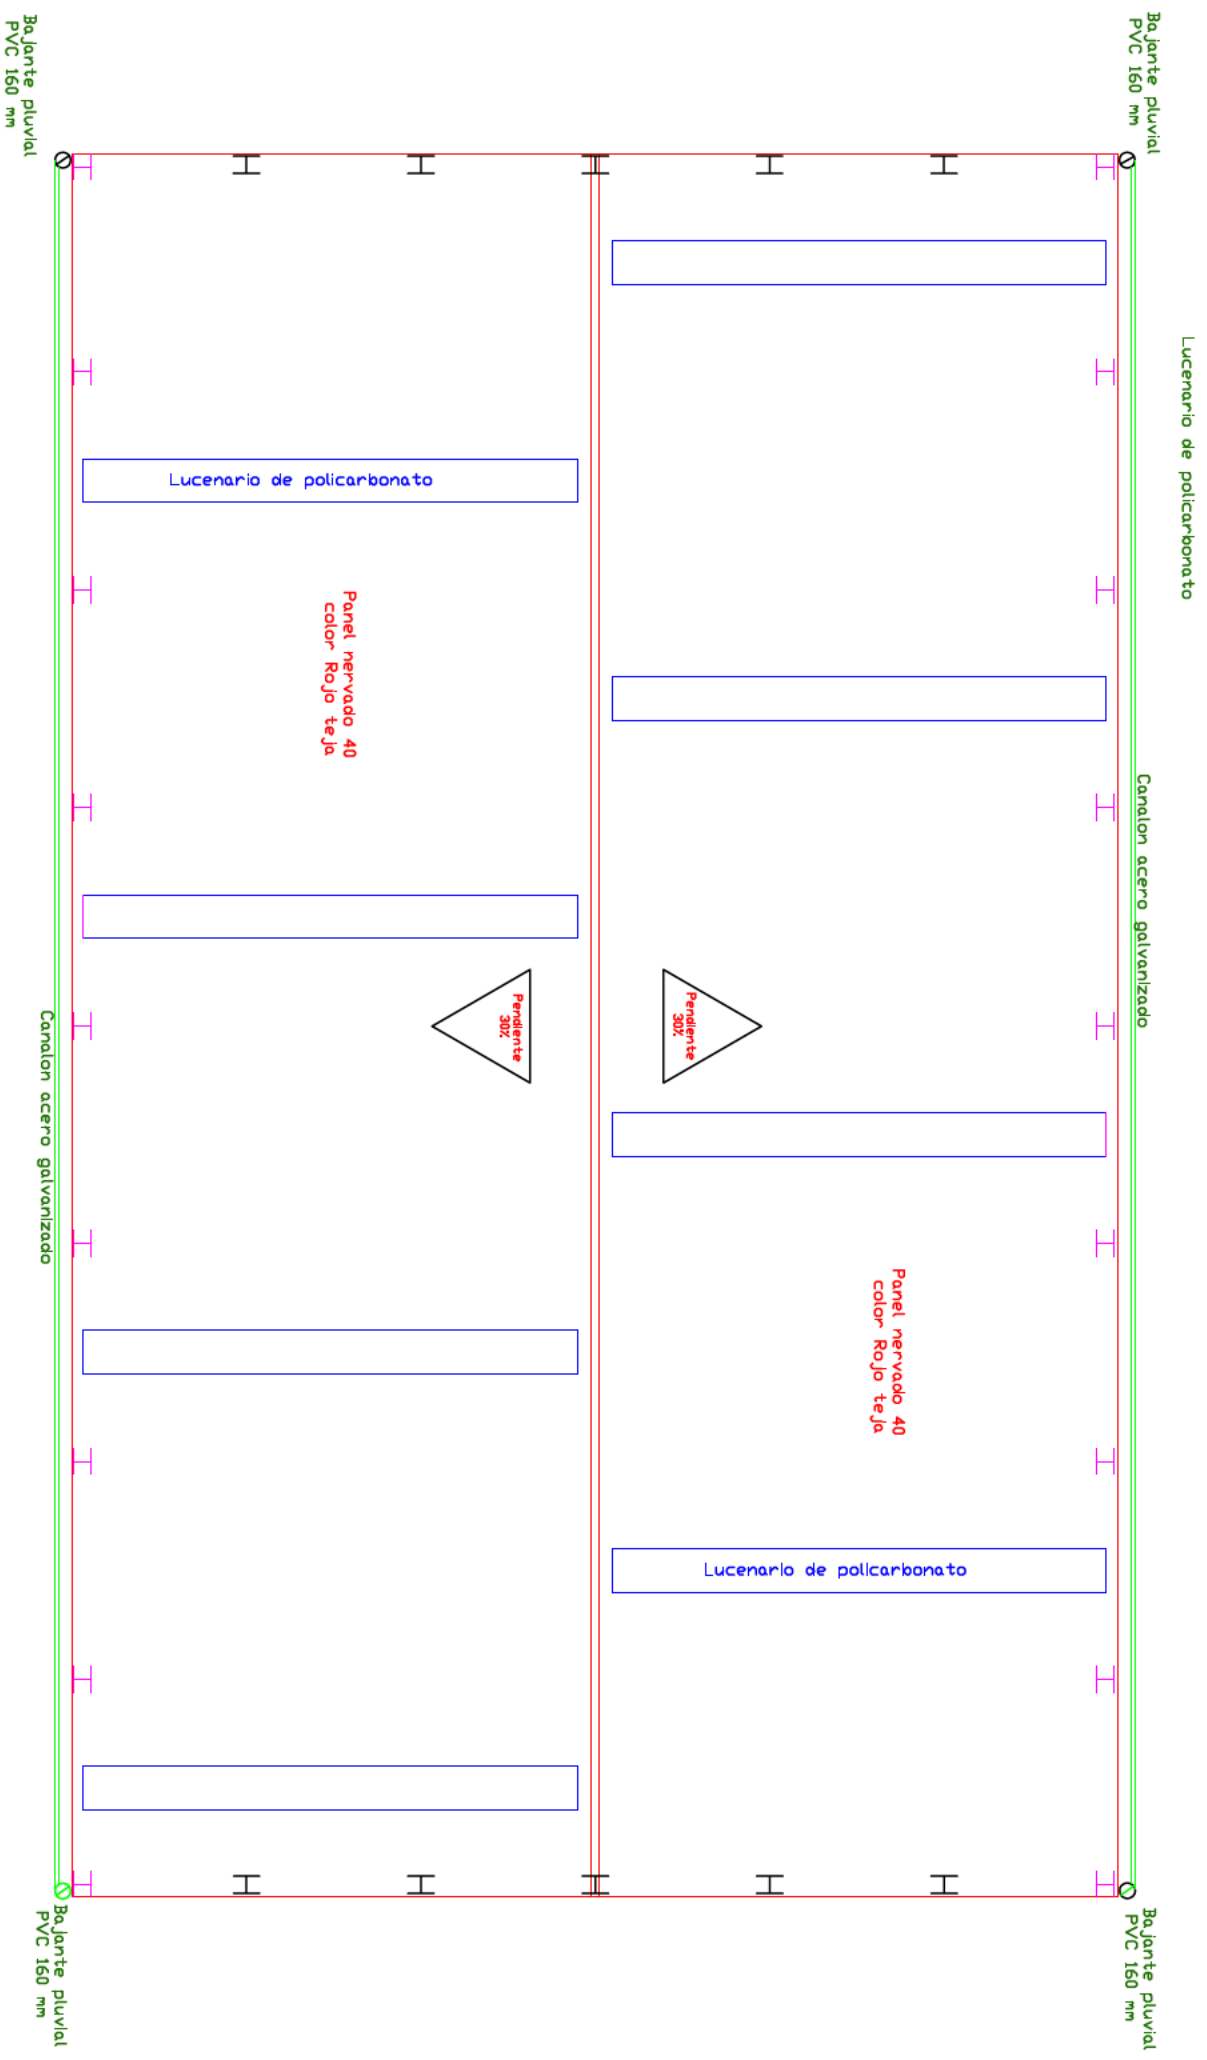 Bajante pluvial
PVC 160 mm
Bajante pluvial
PVC 160 mm
Lucenario de policarbonato
Lucenario de policarbonato
Panel nervado 40
color Rojo teja
Canalon acero galvanizado
Pendiente
30%
Pendiente
30%
Canalon acero galvanizado
Panel nervado 40
color Rojo teja
Lucenario de policarbonato
Bajante pluvial
PVC 160 mm
Bajante pluvial
PVC 160 mm